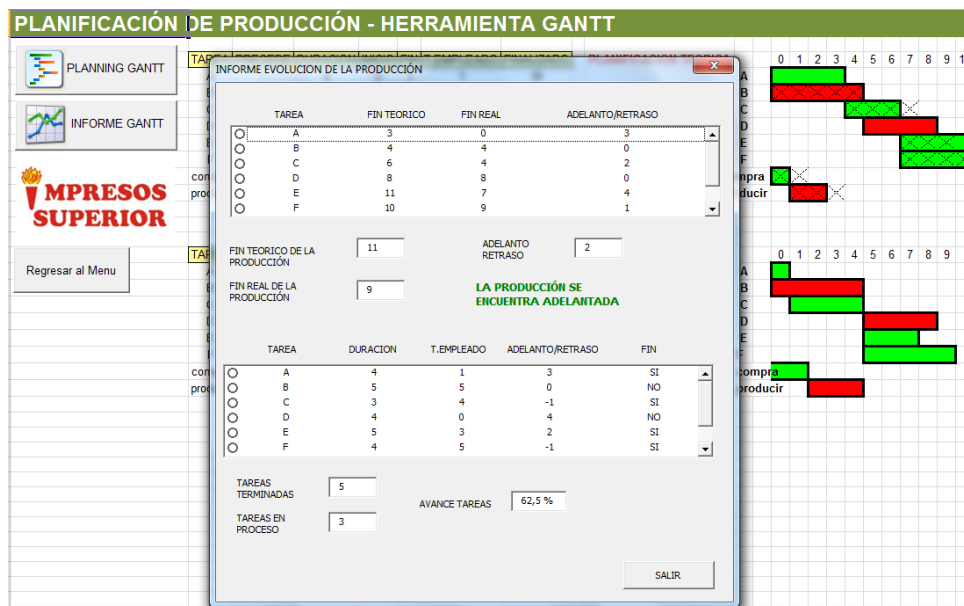 PLANIFICACIÓN DE PRODUCCIÓN - HERRAMIENTA GANTT
PLANNING GANTT
INFORME GANTT
IMPRESOS
SUPERIOR
Regresar al Menu
0 1 2 3 4 5 6 7 8 9 1
A
B
C
D
E
F
mpra
ducir
0 1 2 3 4 5 6 7 8 9
A
B
C
D
E
F
compra
producir
INFORME EVOLUCION DE LA PRODUCCIÓN
TAREA FIN TEORICO FIN REAL ADELANTO/RETRASO
A 3 0 3
B 4 4 0
C 6 4 2
D 8 8 0
E 11 7 4
F 10 9 1
FIN TEORICO DE LA PRODUCCIÓN 11
ADELANTO RETRASO 2
FIN REAL DE LA PRODUCCIÓN 9
LA PRODUCCIÓN SE
ENCUENTRA ADELANTADA
TAREA DURACION T.EMPLEADO ADELANTO/RETRASO FIN
A 4 1 3 SI
B 5 5 0 NO
C 3 4 -1 SI
D 4 0 4 NO
E 5 3 2 SI
F 4 5 -1 SI
TAREAS TERMINADAS 5
AVANCE TAREAS 62,5 %
TAREAS EN PROCESO 3
SALIR